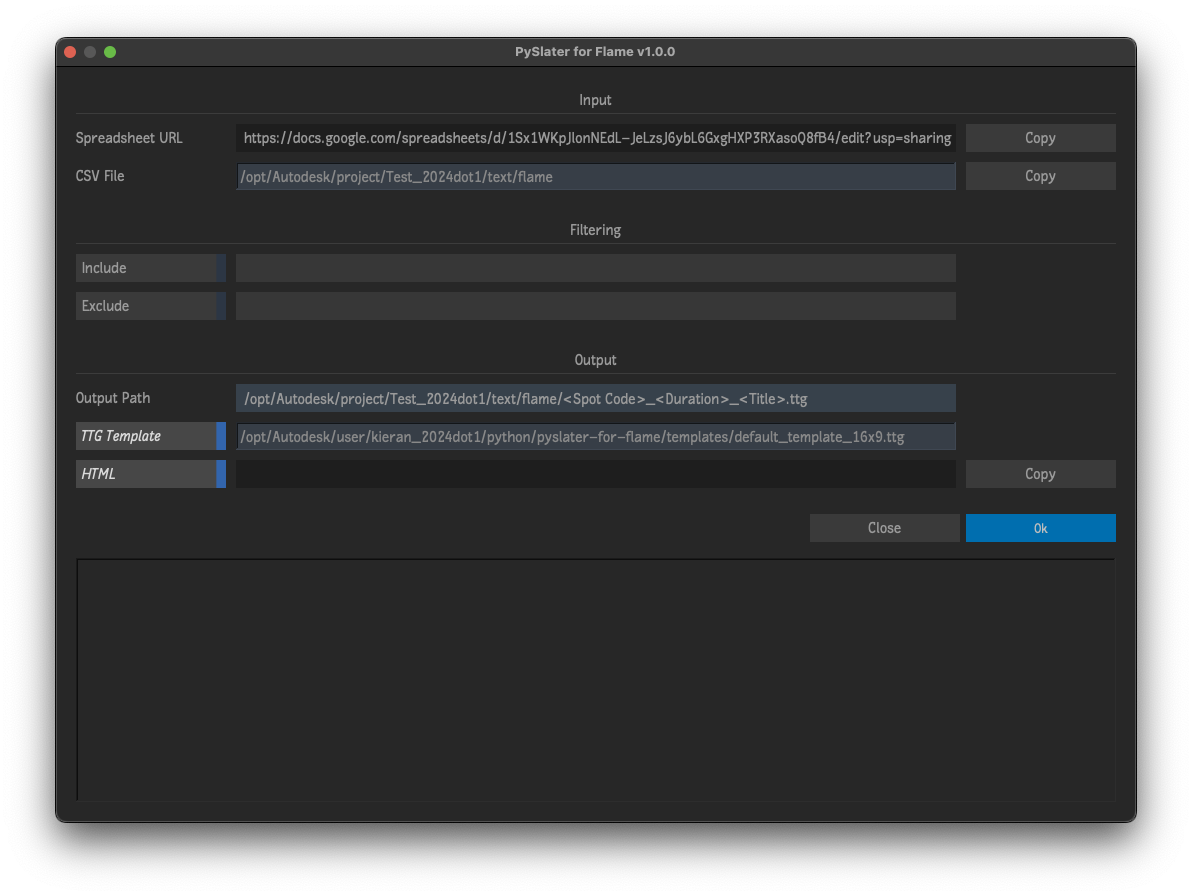 PySlater for Flame v1.0.0
Input
Spreadsheet URL https://docs.google.com/spreadsheets/d/1Sx1WKpJIonNEdL-JeLzsJ6ybL6GxgHXP3RXasoQ8fB4/edit?usp=sharing Copy
CSV File /opt/Autodesk/project/Test_2024dot1/text/flame Copy
Filtering
Include
Exclude
Output
Output Path /opt/Autodesk/project/Test_2024dot1/text/flame/<Spot Code>_<Duration>_<Title>.ttg
TTG Template /opt/Autodesk/user/kieran_2024dot1/python/pyslater-for-flame/templates/default_template_16x9.ttg
HTML Copy
Close Ok